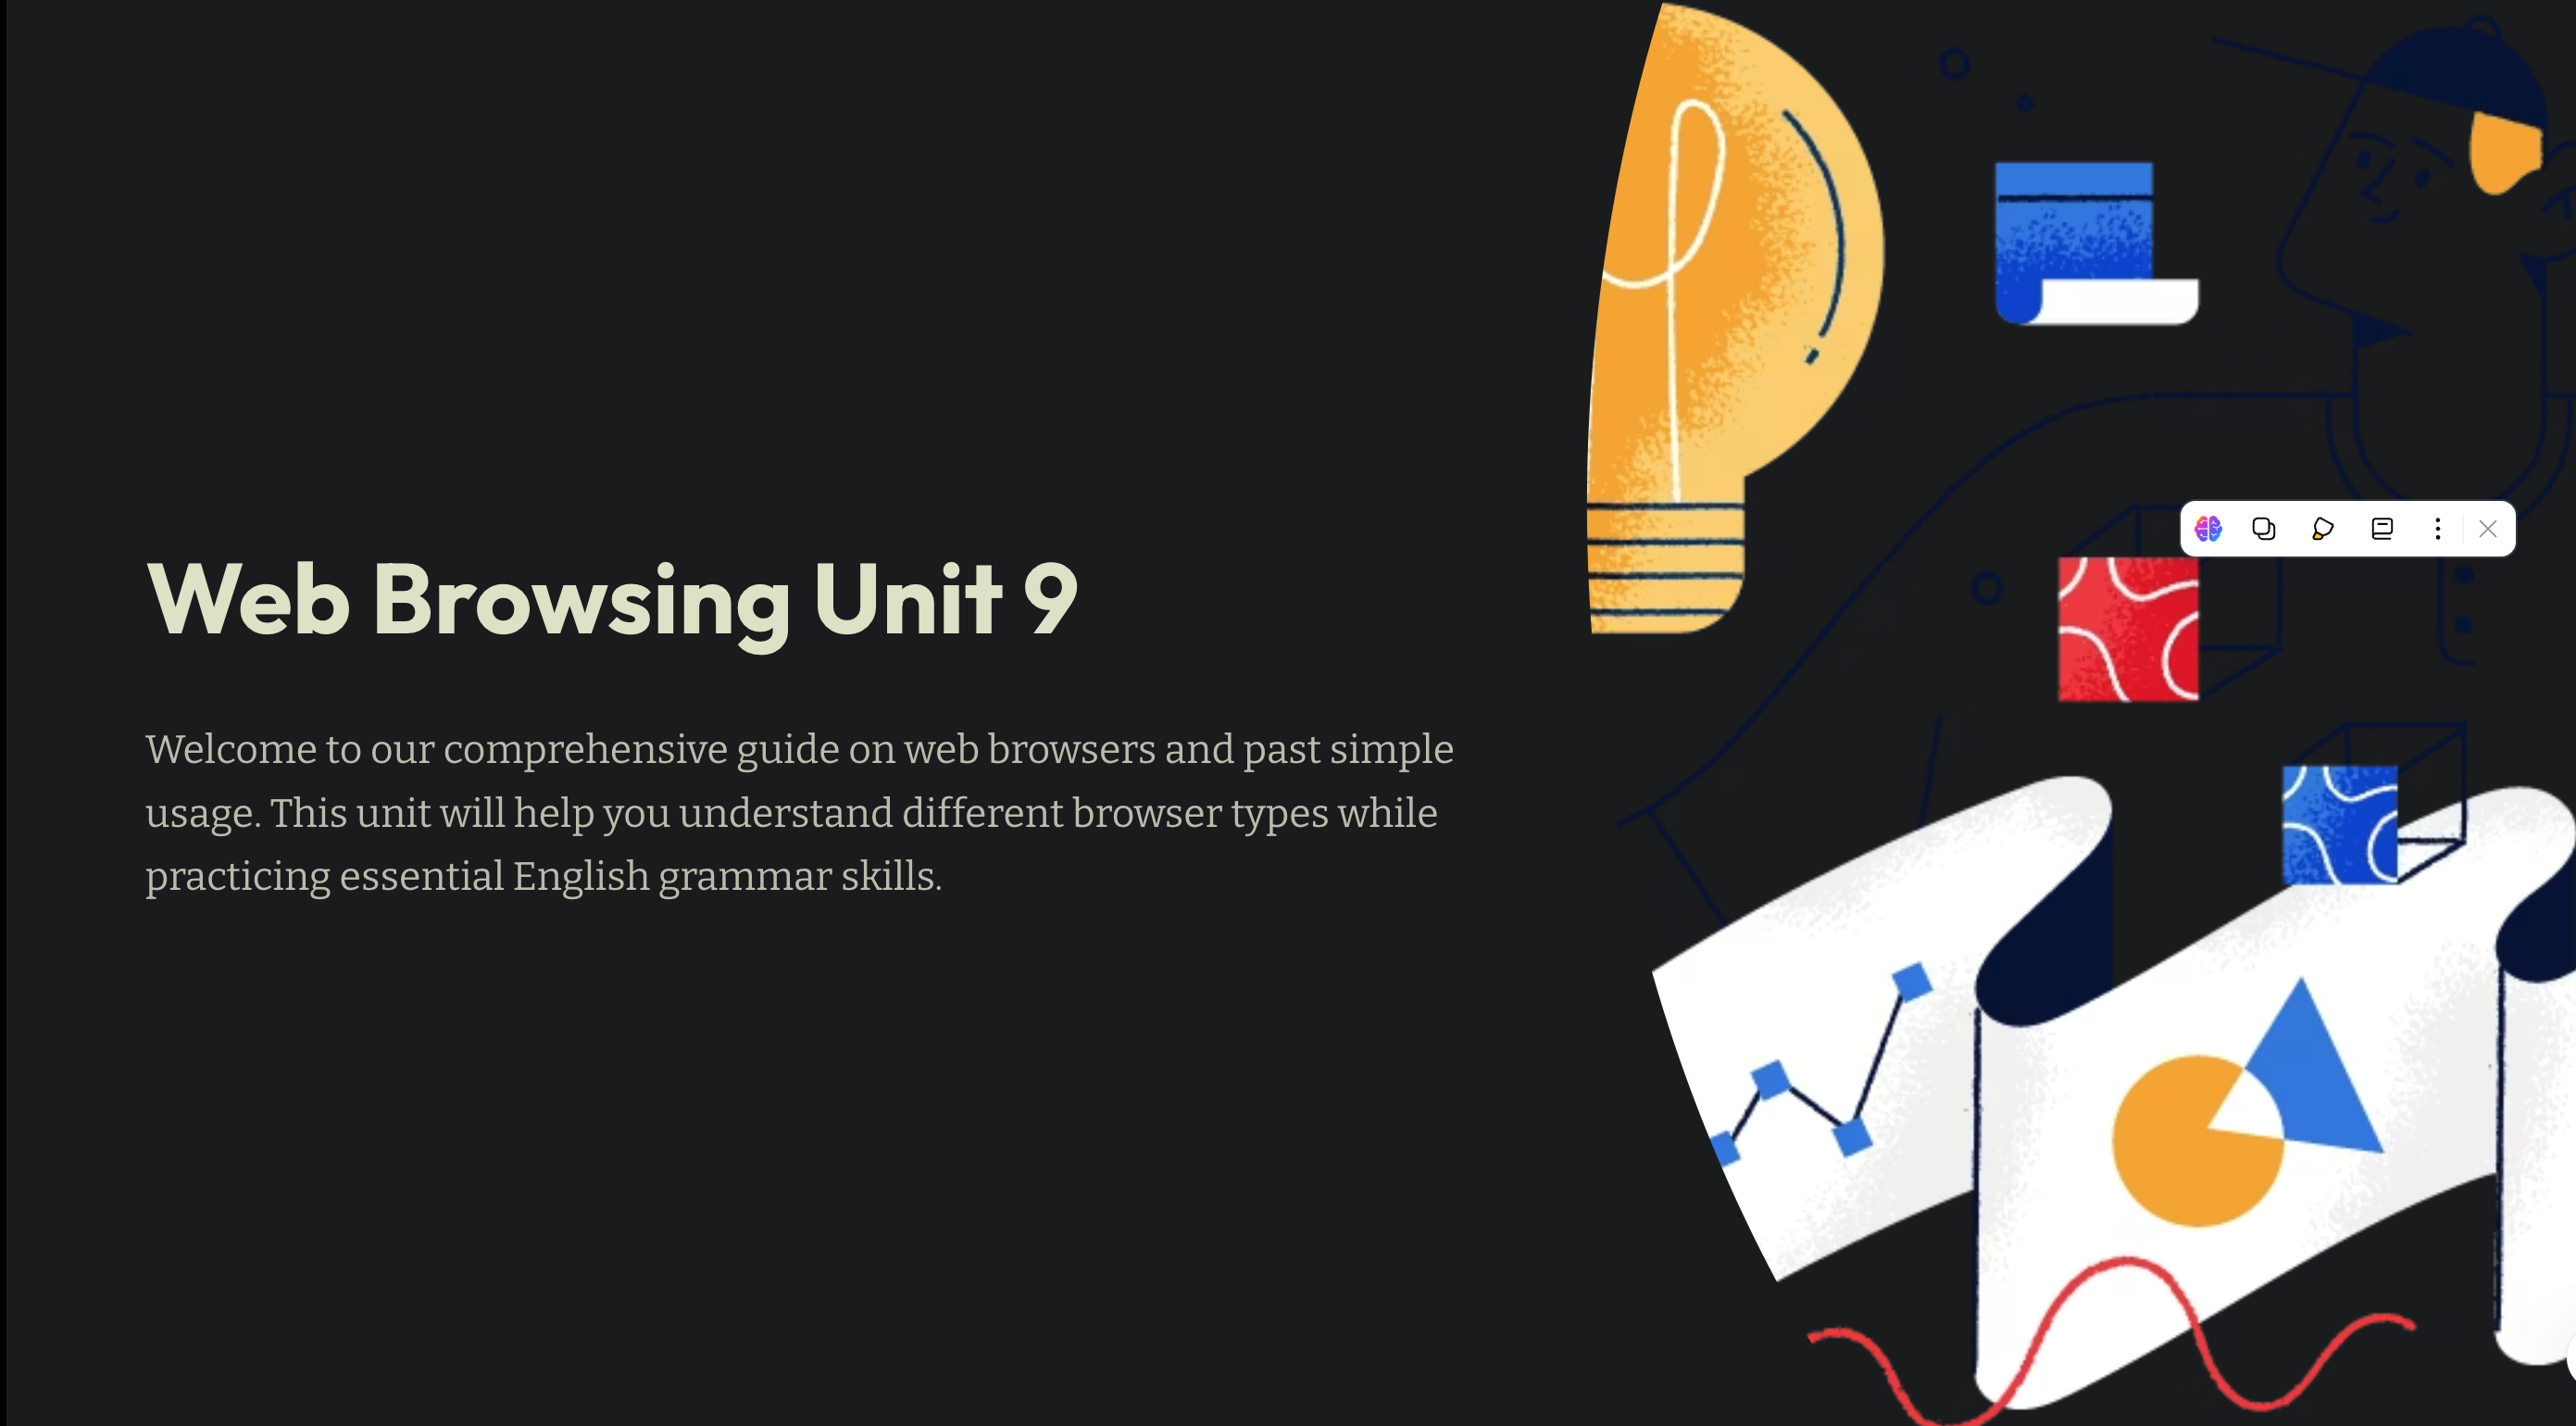 Web Browsing Unit 9
Welcome to our comprehensive guide on web browsers and past simple
usage. This unit will help you understand different browser types while
practicing essential English grammar skills.